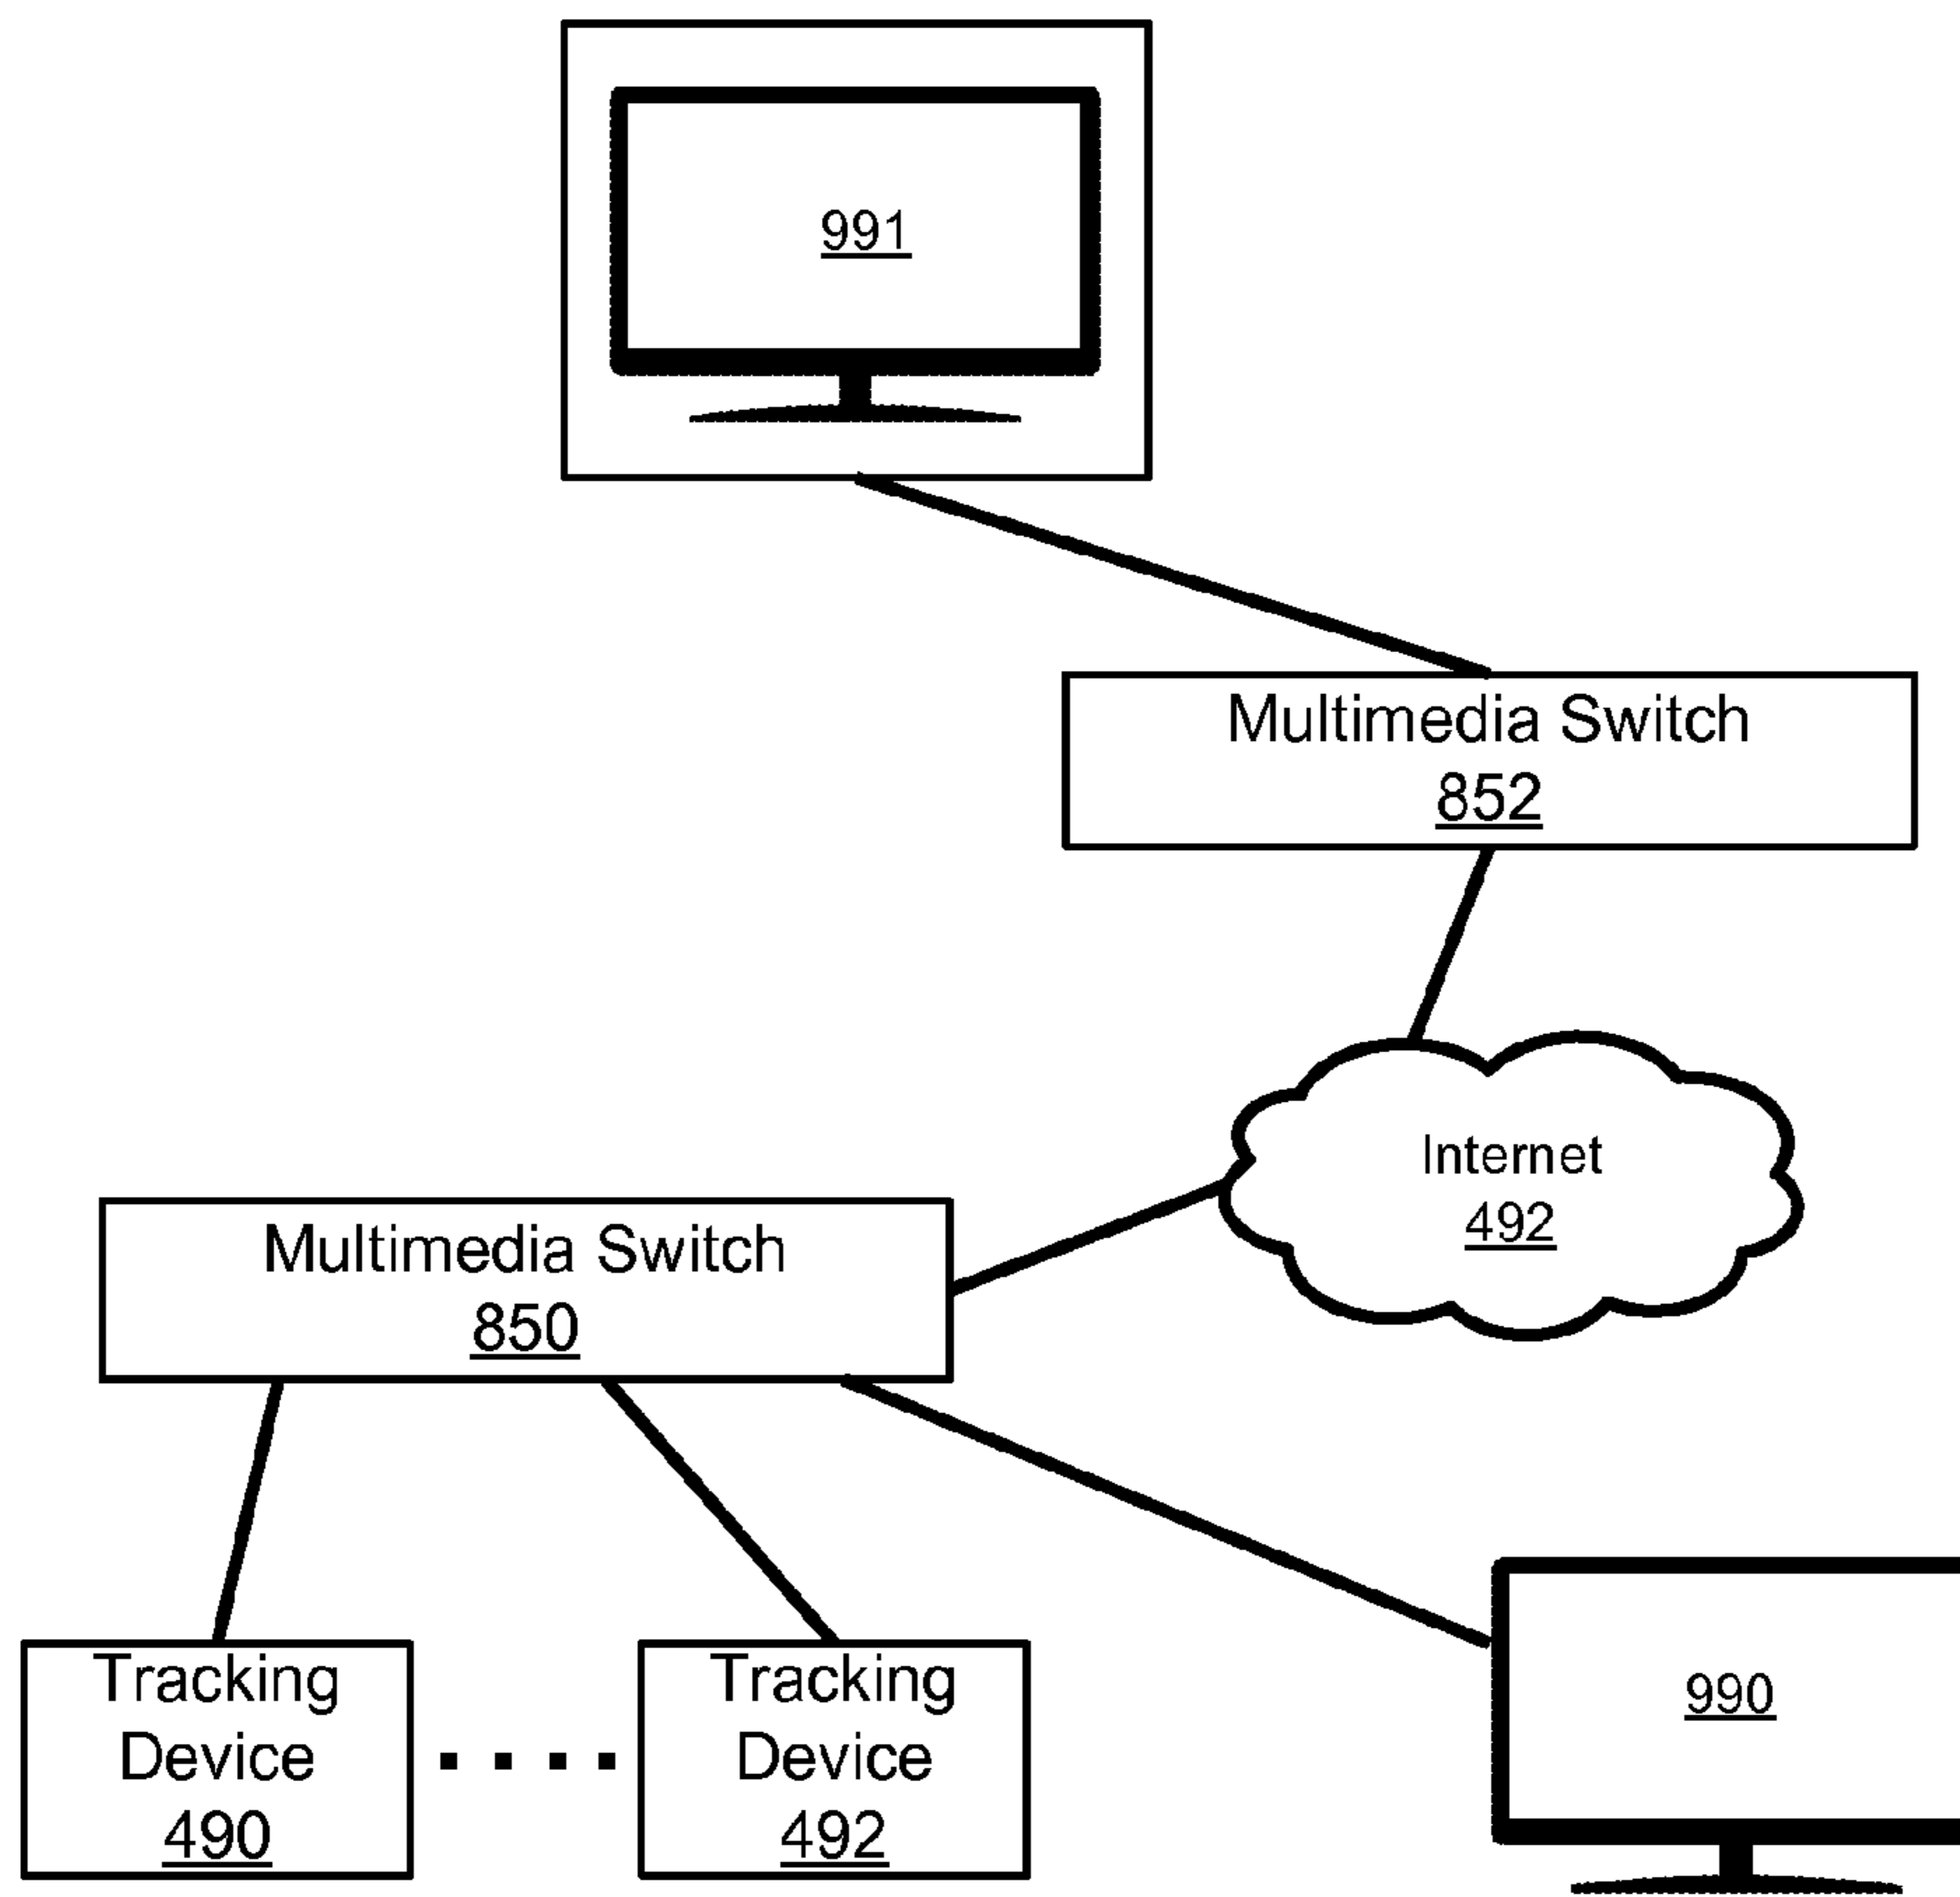 991
Multimedia Switch
852
Internet
492
Multimedia Switch
850
Tracking
Device
490
Tracking
Device
492
990